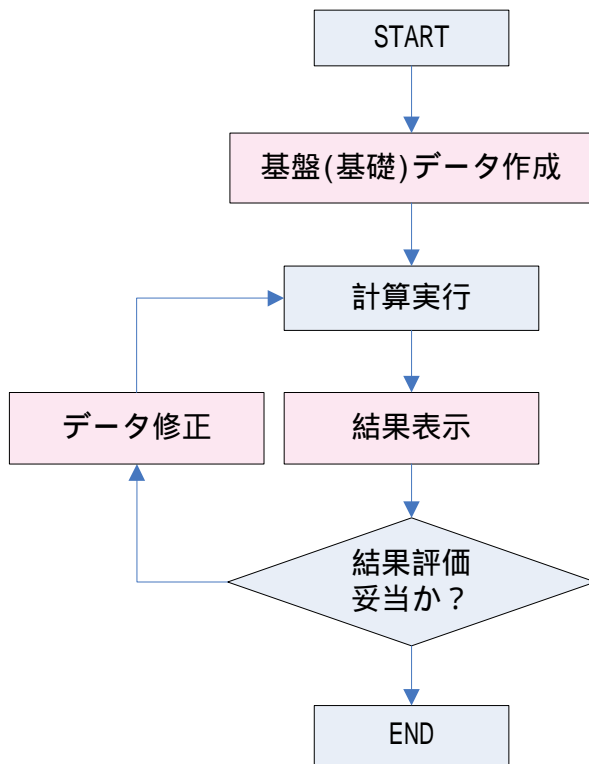 START
基盤(基礎)データ作成
計算実行
データ修正
結果表示
結果評価
妥当か？
END